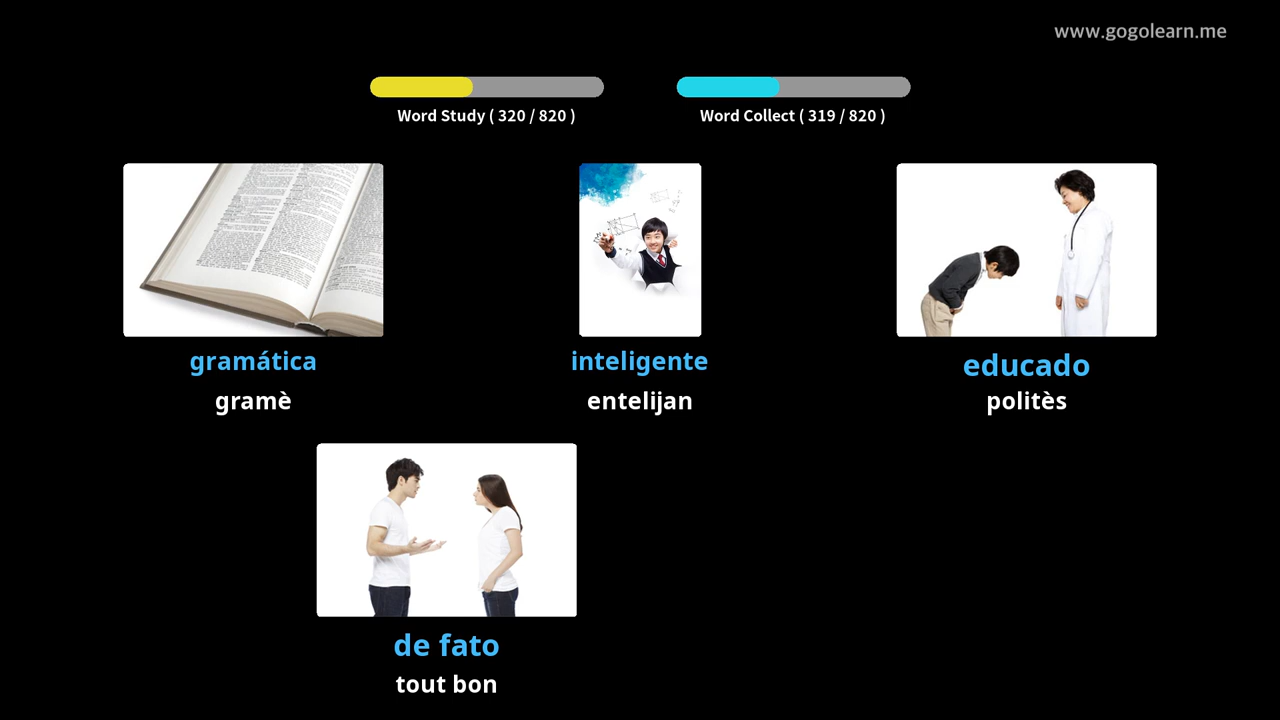 www.gogolearn.me
Word Study ( 320 / 820 )
Word Collect ( 319 / 820 )
gramática
gramè
inteligente
entelijan
educado
politès
de fato
tout bon